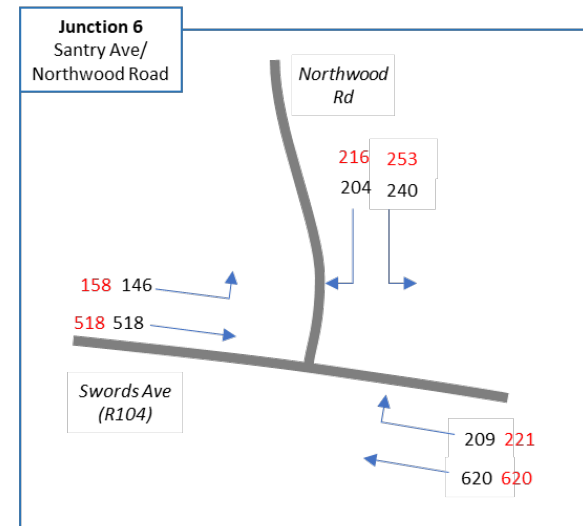 Junction 6
Santry Ave/
Northwood Road
Northwood
Rd
216 253
204 240
158 146
518 518
Swords Ave
(R104)
209 221
620 620